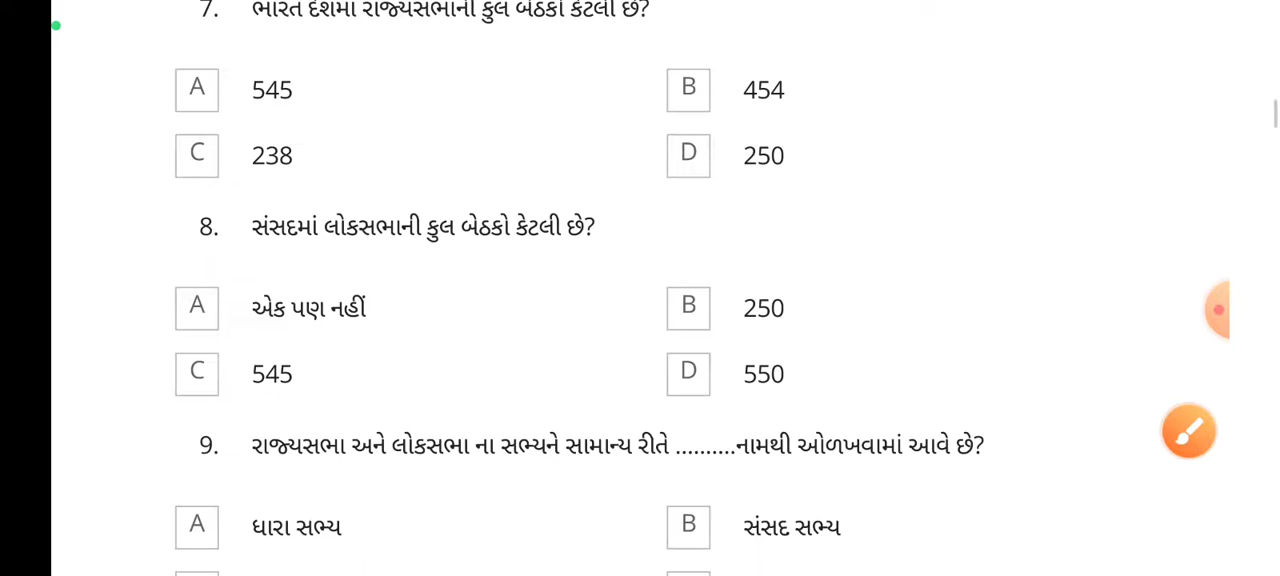 7. ભારત દેશમાં રાજ્યસભાની કુલ બેઠકો કેટલી છે?
A 545
B 454
C 238
D 250
8. સંસદમાં લોકસભાની કુલ બેઠકો કેટલી છે?
A એક પણ નહીં
B 250
C 545
D 550
9. રાજ્યસભા અને લોકસભા ના સભ્યને સામાન્ય રીતે ..........નામથી ઓળખવામાં આવે છે?
A ધારા સભ્ય
B સંસદ સભ્ય